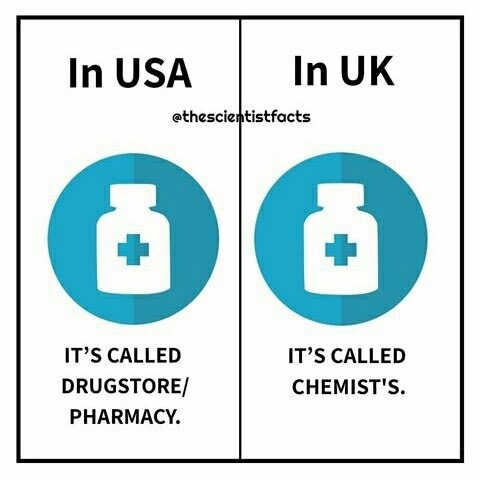 In USA
In UK
@thescientistfacts
IT’S CALLED
DRUGSTORE/
PHARMACY.
IT’S CALLED
CHEMIST'S.